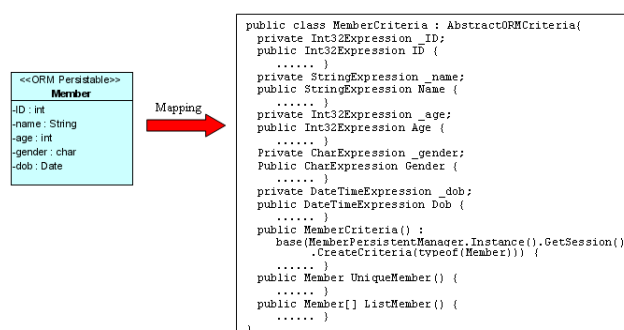 <<ORM Persistable>>
Member
-ID : int
-name : String
-age : int
-gender : char
-dob : Date
Mapping
public class MemberCriteria : AbstractORMCriteria{
private Int32Expression _ID;
public Int32Expression ID {
...... }
private StringExpression _name;
public StringExpression Name {
...... }
private Int32Expression _age;
public Int32Expression Age {
...... }
Private CharExpression _gender;
Public CharExpression Gender {
...... }
private DateTimeExpression _dob;
public DateTimeExpression Dob {
...... }
public MemberCriteria() :
base(MemberPersistentManager.Instance().GetSession()
.CreateCriteria(typeof(Member))) {
...... }
public Member UniqueMember() {
...... }
public Member[] ListMember() {
...... }
}